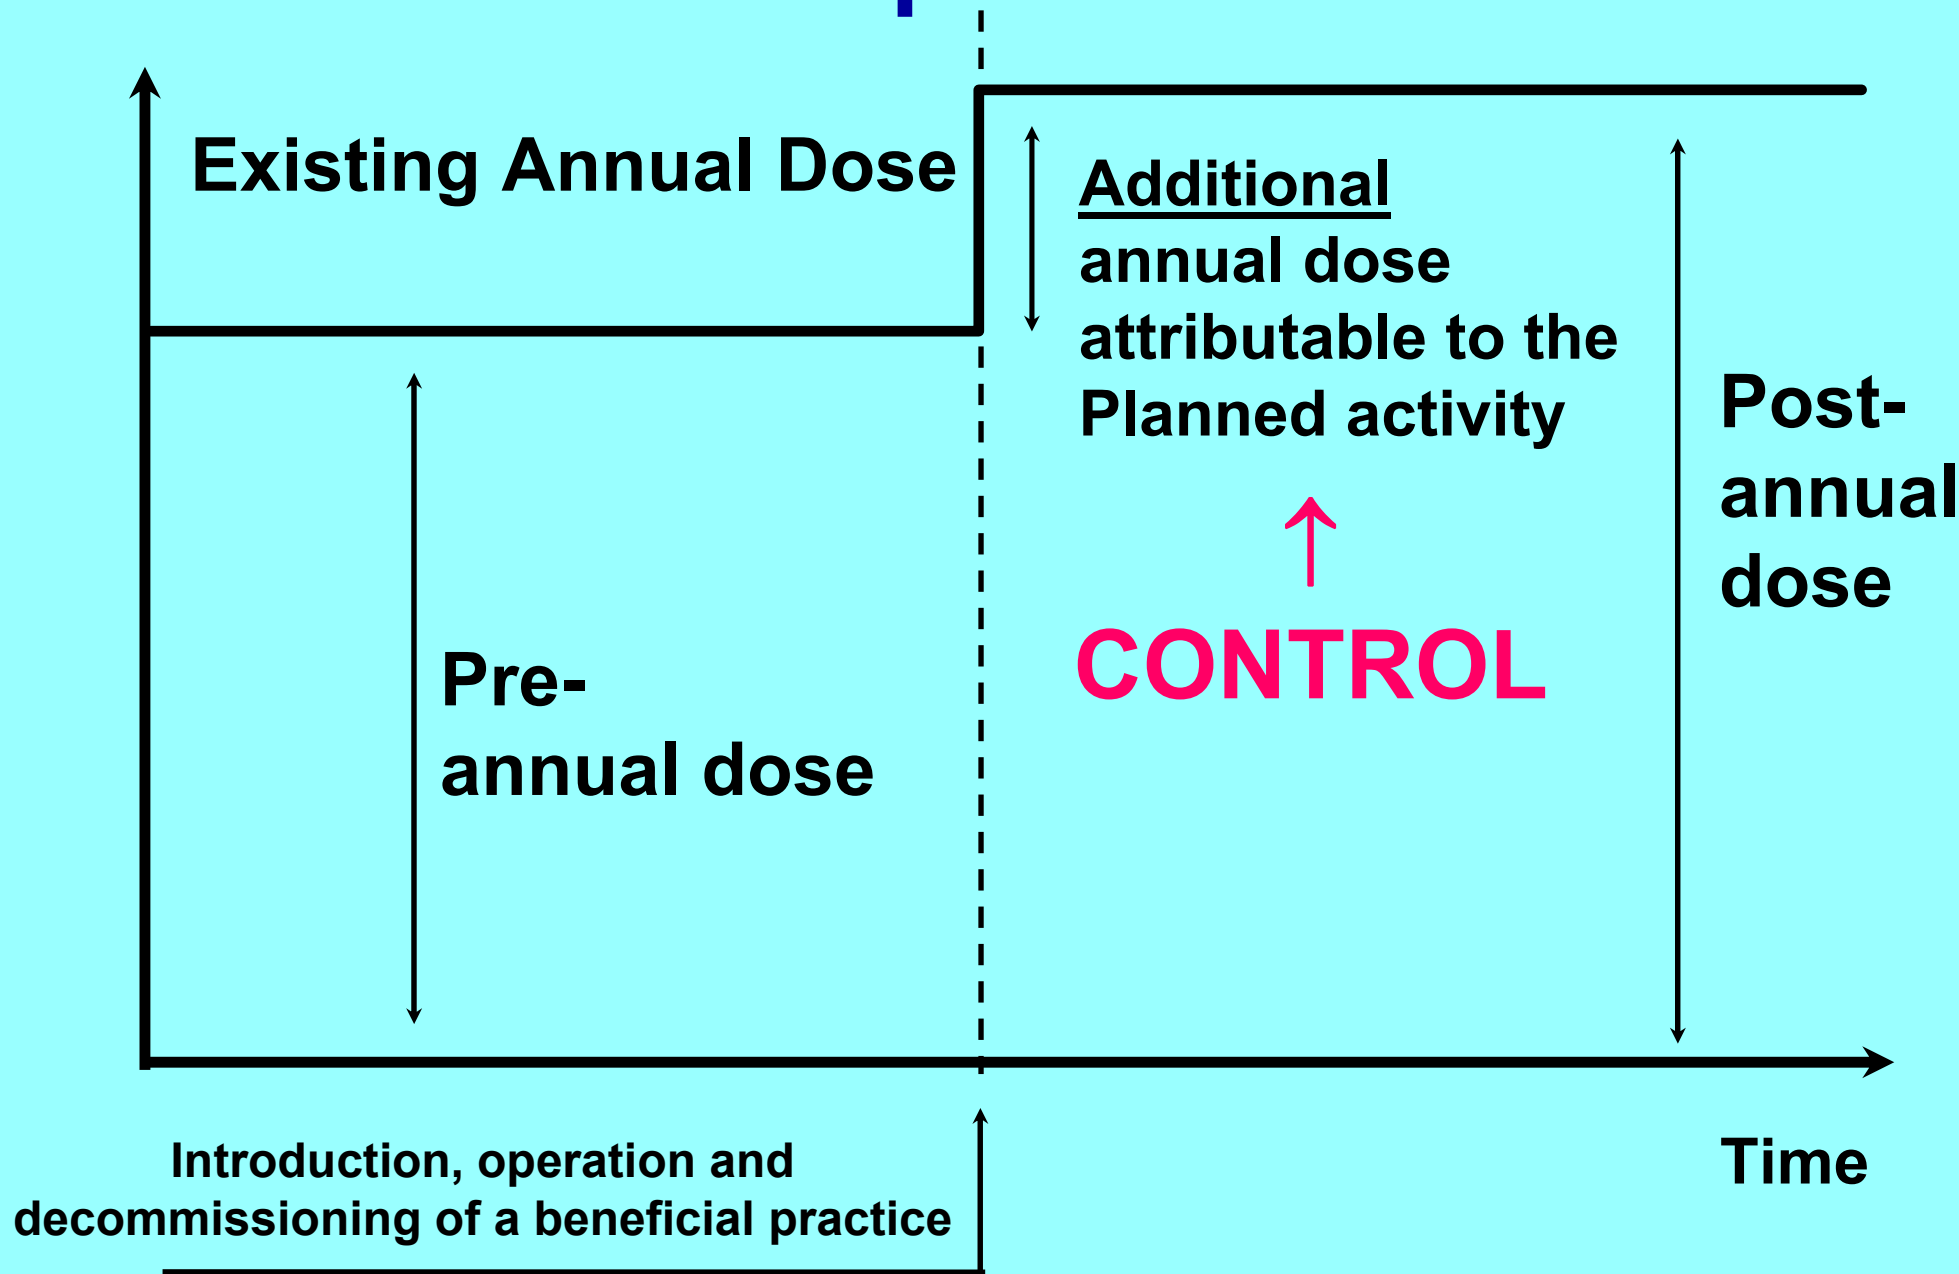 Existing Annual Dose
Additional
annual dose
attributable to the
Planned activity
CONTROL
Pre-
annual dose
Post-
annual
dose
Time
Introduction, operation and
decommissioning of a beneficial practice